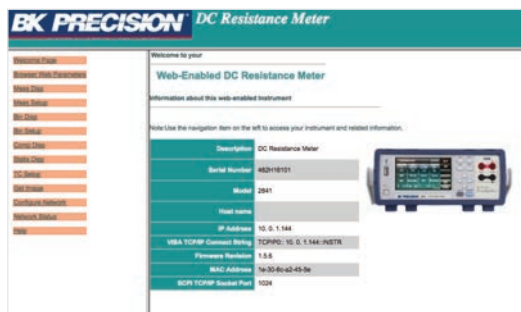 BK PRECISION DC Resistance Meter
Welcome Page
Browser Web Parameters
Meas Disp
Meas Setup
Bin Disp
Bin Setup
Comp Disp
Statis Disp
TC Setup
Get Image
Configure Network
Network Status
Help
Welcome to your
Web-Enabled DC Resistance Meter
Information about this web-enabled Instrument
Note:Use the navigation item on the left to access your instrument and related information.
Description DC Resistance Meter
Serial Number 462H16101
Model 2841
Host name
IP Address 10. 0. 1.144
VISA TCP/IP Connect String TCPIP0:: 10. 0. 1.144::INSTR
Firmware Revision 1.5.6
MAC Address 1e-30-6c-a2-45-5e
SCPI TCP/IP Socket Port 1024